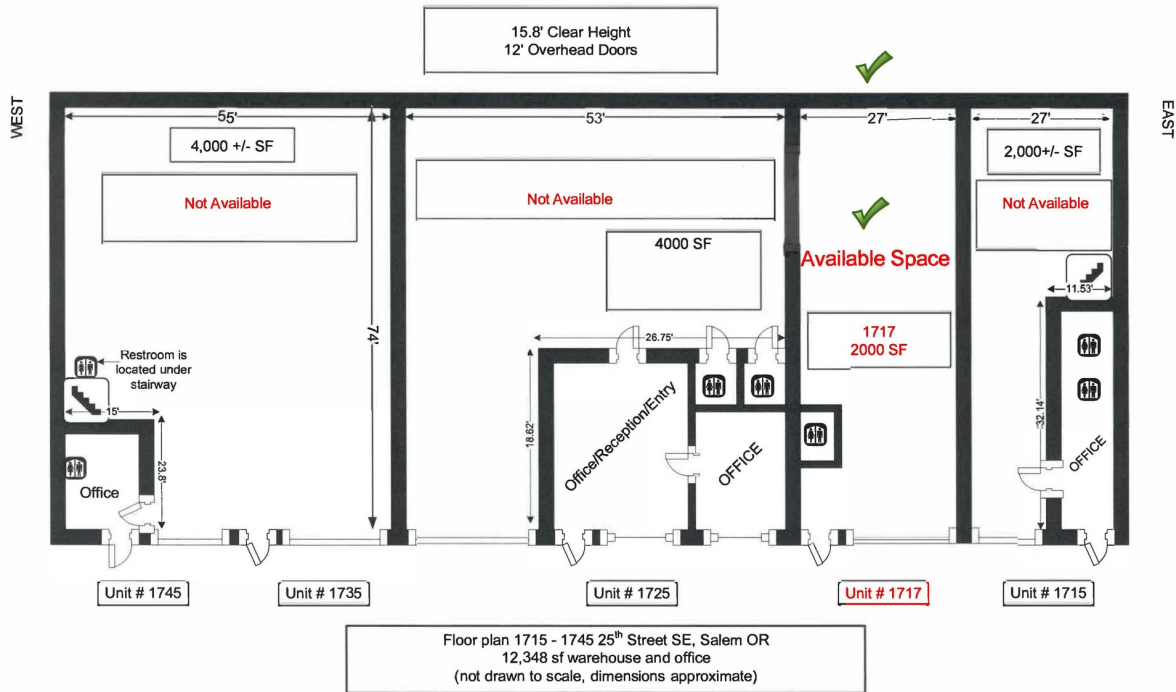 15.8' Clear Height
12' Overhead Doors
WEST
EAST
55'
53'
27'
27'
4,000 +/- SF
2,000+/- SF
Not Available
Not Available
Not Available
4000 SF
Available Space
11.53'
1717
2000 SF
74'
26.75'
Restroom is
located under
stairway
15'
23.8'
18.62'
32.14'
Office/Reception/Entry
OFFICE
OFFICE
Office
Unit # 1745
Unit # 1735
Unit # 1725
Unit # 1717
Unit # 1715
Floor plan 1715 - 1745 25th Street SE, Salem OR
12,348 sf warehouse and office
(not drawn to scale, dimensions approximate)